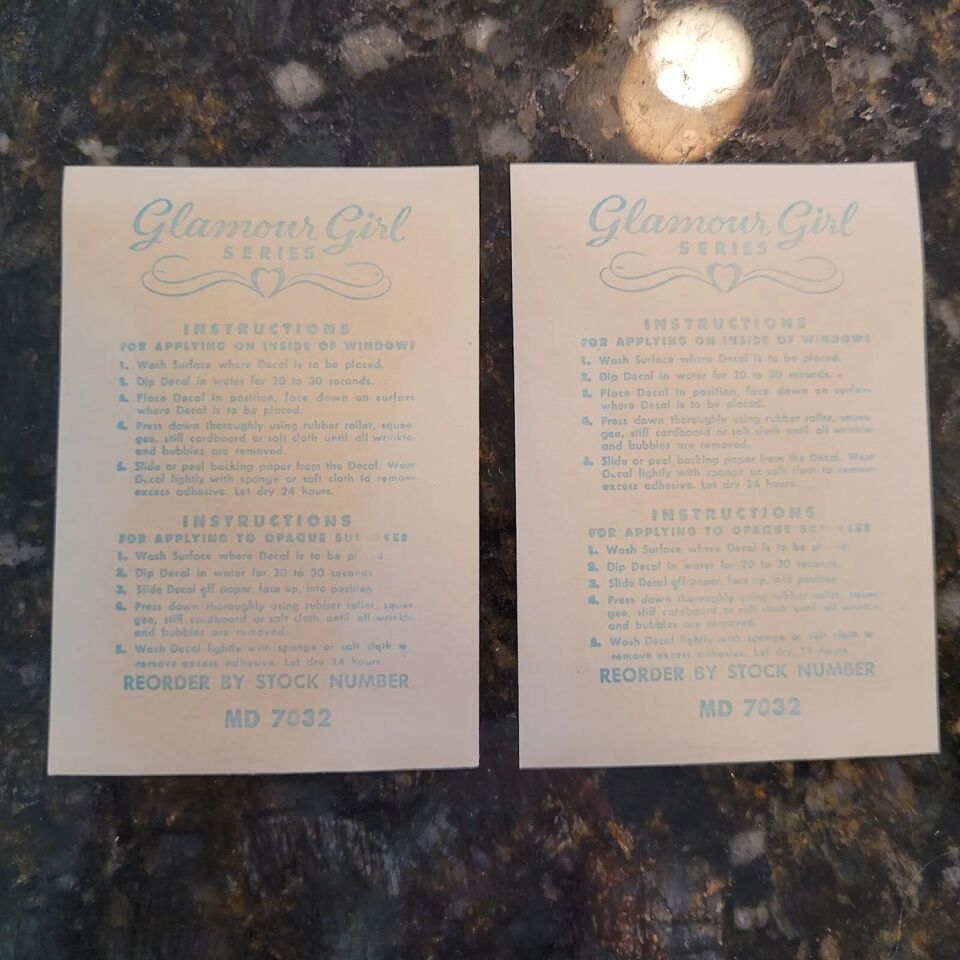 Glamour Girl
SERIES
INSTRUCTIONS
FOR APPLYING ON INSIDE OF WINDOWS
1. Wash Surface where Decal is to be placed.
2. Dip Decal in water for 20 to 30 seconds.
3. Place Decal in position, face down on surface
where Decal is to be placed.
4. Press down thoroughly using rubber roller, squee-
gee, stiff cardboard or soft cloth until all wrinkles
and bubbles are removed.
5. Slide or peel backing paper from the Decal. Wash
Decal lightly with sponge or soft cloth to remove
excess adhesive. Let dry 24 hours.
INSTRUCTIONS
FOR APPLYING TO OPAQUE SURFACES
1. Wash Surface where Decal is to be placed
2. Dip Decal in water for 20 to 30 seconds
3. Slide Decal off paper, face up, into position
4. Press down thoroughly using rubber roller, squee-
gee, stiff cardboard or soft cloth until all wrinkles
and bubbles are removed
5. Wash Decal lightly with sponge or soft cloth to
remove excess adhesive. Let dry 24 hours.
REORDER BY STOCK NUMBER
MD 7032
Glamour Girl
SERIES
INSTRUCTIONS
FOR APPLYING ON INSIDE OF WINDOWS
1. Wash Surface where Decal is to be placed.
2. Dip Decal in water for 20 to 30 seconds.
3. Place Decal in position, face down on surface
where Decal is to be placed.
4. Press down thoroughly using rubber roller, squee-
gee, stiff cardboard or soft cloth until all wrinkles
and bubbles are removed.
5. Slide or peel backing paper from the Decal. Wash
Decal lightly with sponge or soft cloth to remove
excess adhesive. Let dry 24 hours.
INSTRUCTIONS
FOR APPLYING TO OPAQUE SURFACES
1. Wash Surface where Decal is to be placed
2. Dip Decal in water for 20 to 30 seconds.
3. Slide Decal off paper, face up, into position
4. Press down thoroughly using rubber roller, squee-
gee, stiff cardboard or soft cloth until all wrinkles
and bubbles are removed.
5. Wash Decal lightly with sponge or soft cloth to
remove excess adhesive. Let dry 24 hours.
REORDER BY STOCK NUMBER
MD 7032